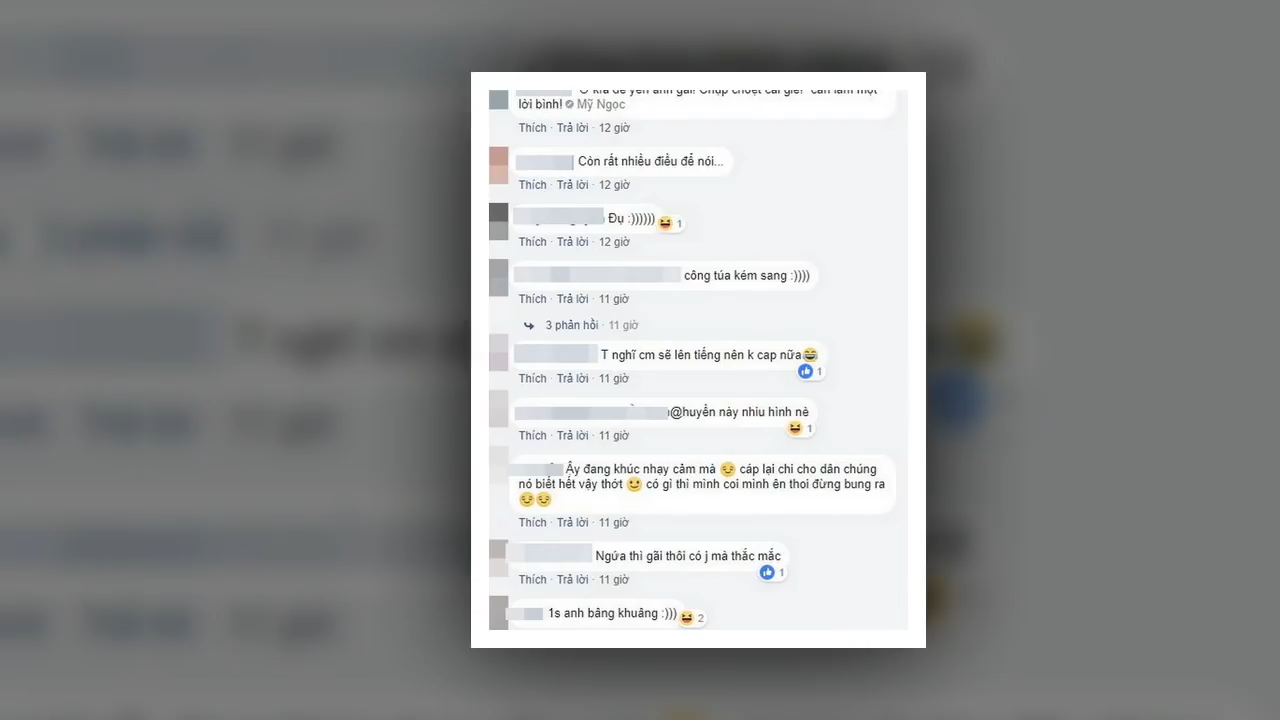 lời bình! Mỹ Ngọc
Thích · Trả lời · 12 giờ
Còn rất nhiều điều để nói...
Thích · Trả lời · 12 giờ
Đụ :)))))) 1
Thích · Trả lời · 12 giờ
công túa kém sang :))))
Thích · Trả lời · 11 giờ
3 phản hồi · 11 giờ
T nghĩ cm sẽ lên tiếng nên k cap nữa😂
1
Thích · Trả lời · 11 giờ
@huyền này nhiu hình nè
1
Thích · Trả lời · 11 giờ
Ây đang khúc nhạy cảm mà 😏 cáp lại chi cho dân chúng
nó biết hết vậy thớt 🙂 có gì thì mình coi mình ên thoi đừng bung ra
😏😏
Thích · Trả lời · 11 giờ
Ngứa thì gãi thôi có j mà thắc mắc
1
Thích · Trả lời · 11 giờ
1s anh bâng khuâng :))) 2